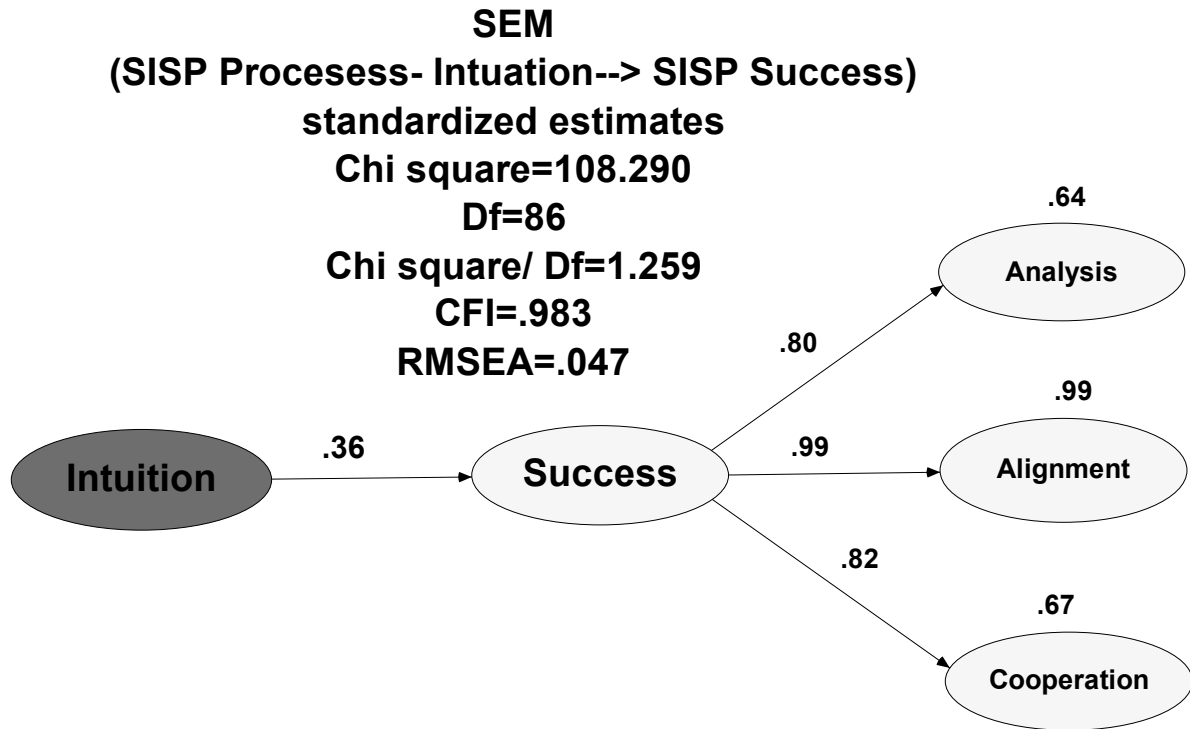 SEM
(SISP Procesess- Intuation--> SISP Success)
standardized estimates
Chi square=108.290
Df=86
Chi square/ Df=1.259
CFI=.983
RMSEA=.047
.64
Analysis
.80
.99
Alignment
.99
.36
Intuition
Success
.82
.67
Cooperation